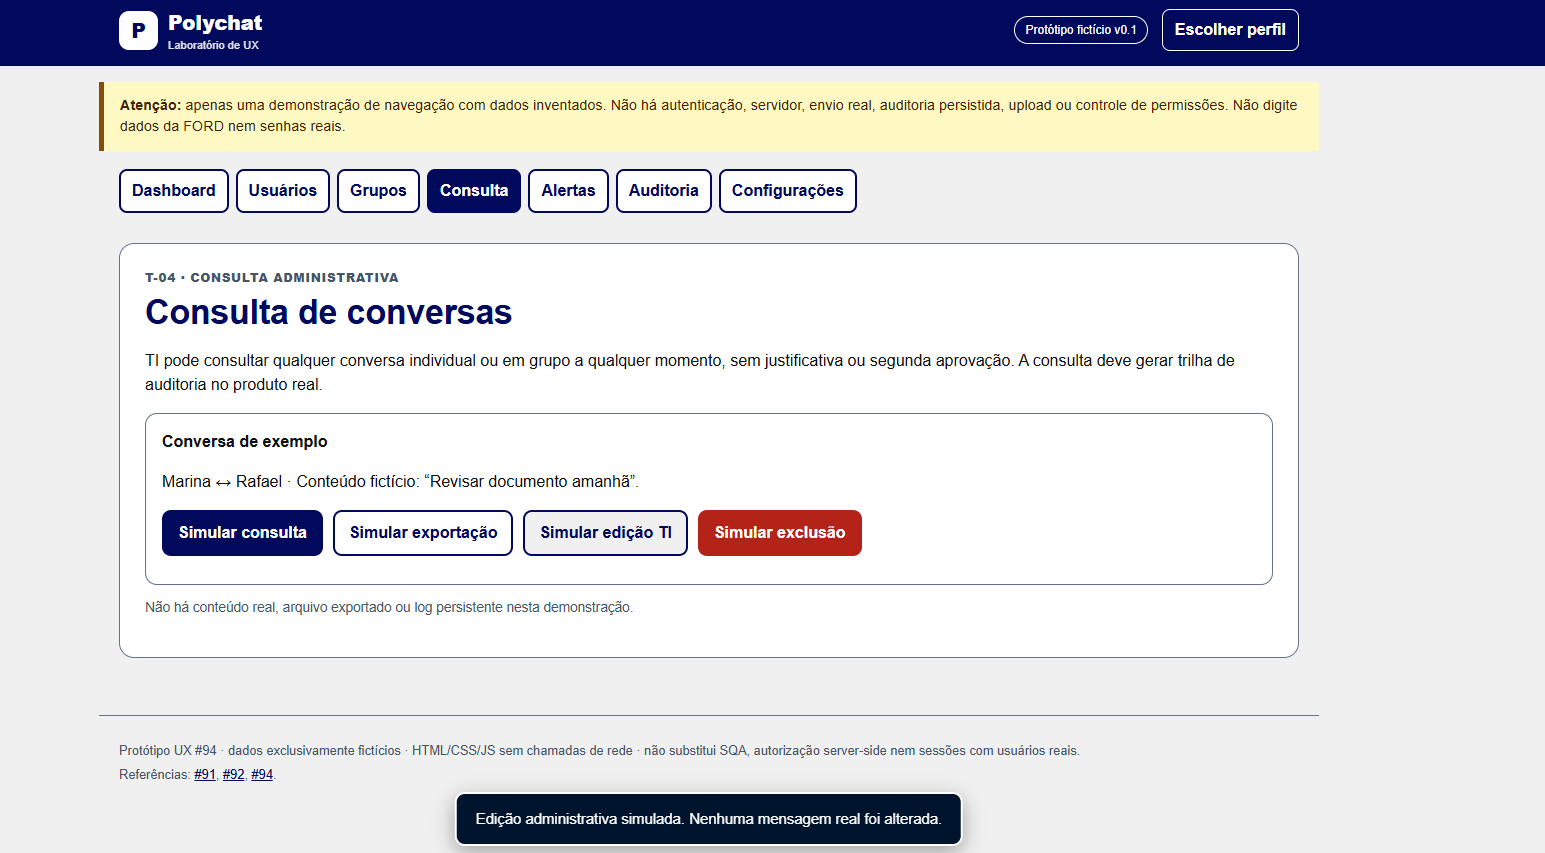 P
Polychat
Laboratório de UX
Protótipo fictício v0.1
Escolher perfil
Atenção: apenas uma demonstração de navegação com dados inventados. Não há autenticação, servidor, envio real, auditoria persistida, upload ou controle de permissões. Não digite
dados da FORD nem senhas reais.
Dashboard
Usuários
Grupos
Consulta
Alertas
Auditoria
Configurações
T-04 · CONSULTA ADMINISTRATIVA
Consulta de conversas
TI pode consultar qualquer conversa individual ou em grupo a qualquer momento, sem justificativa ou segunda aprovação. A consulta deve gerar trilha de
auditoria no produto real.
Conversa de exemplo
Marina ↔ Rafael · Conteúdo fictício: “Revisar documento amanhã”.
Simular consulta
Simular exportação
Simular edição TI
Simular exclusão
Não há conteúdo real, arquivo exportado ou log persistente nesta demonstração.
Protótipo UX #94 · dados exclusivamente fictícios · HTML/CSS/JS sem chamadas de rede · não substitui SQA, autorização server-side nem sessões com usuários reais.
Referências: #91, #92, #94.
Edição administrativa simulada. Nenhuma mensagem real foi alterada.